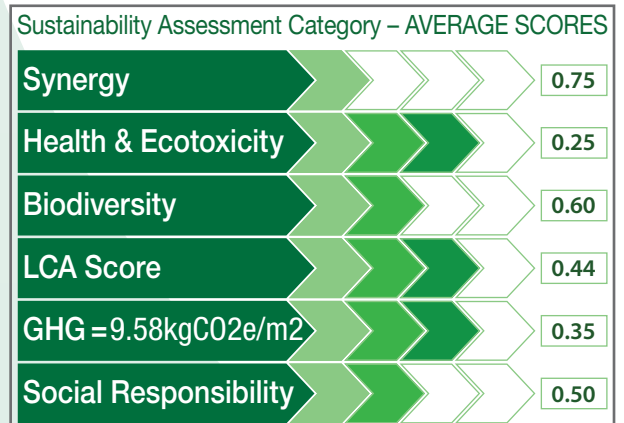 Sustainability Assessment Category – AVERAGE SCORES
Synergy 0.75
Health & Ecotoxicity 0.25
Biodiversity 0.60
LCA Score 0.44
GHG = 9.58kgCO2e/m2 0.35
Social Responsibility 0.50